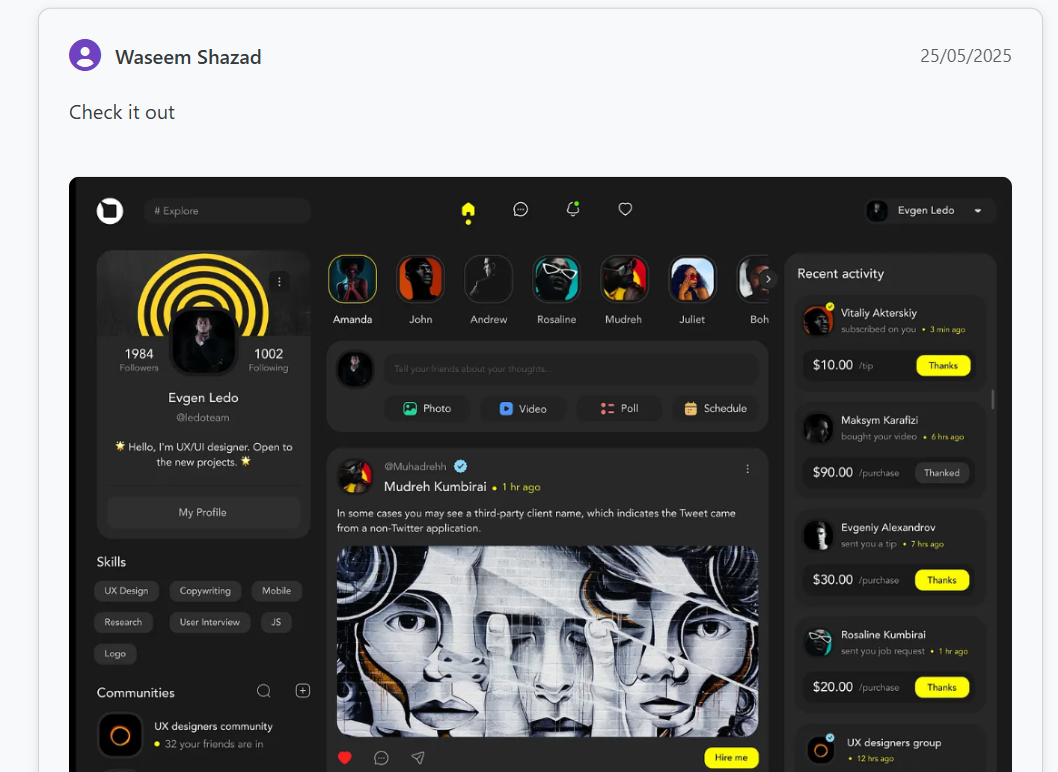 Waseem Shazad
25/05/2025
Check it out
# Explore
Evgen Ledo
1984
Followers
1002
Following
Evgen Ledo
@ledoteam
Hello, I'm UX/UI designer. Open to
the new projects.
My Profile
Skills
UX Design
Copywriting
Mobile
Research
User Interview
JS
Logo
Communities
UX designers community
32 your friends are in
Amanda
John
Andrew
Rosaline
Mudreh
Juliet
Boh
Tell your friends about your thoughts...
Photo
Video
Poll
Schedule
@Muhadrehh
Mudreh Kumbirai • 1 hr ago
In some cases you may see a third-party client name, which indicates the Tweet came
from a non-Twitter application.
Hire me
Recent activity
Vitaliy Akterskiy
subscribed on you • 3 min ago
$10.00 /tip
Thanks
Maksym Karafizi
bought your video • 6 hrs ago
$90.00 /purchase
Thanked
Evgeniy Alexandrov
sent you a tip • 7 hrs ago
$30.00 /purchase
Thanks
Rosaline Kumbirai
sent you job request • 1 hr ago
$20.00 /purchase
Thanks
UX designers group
• 12 hrs ago